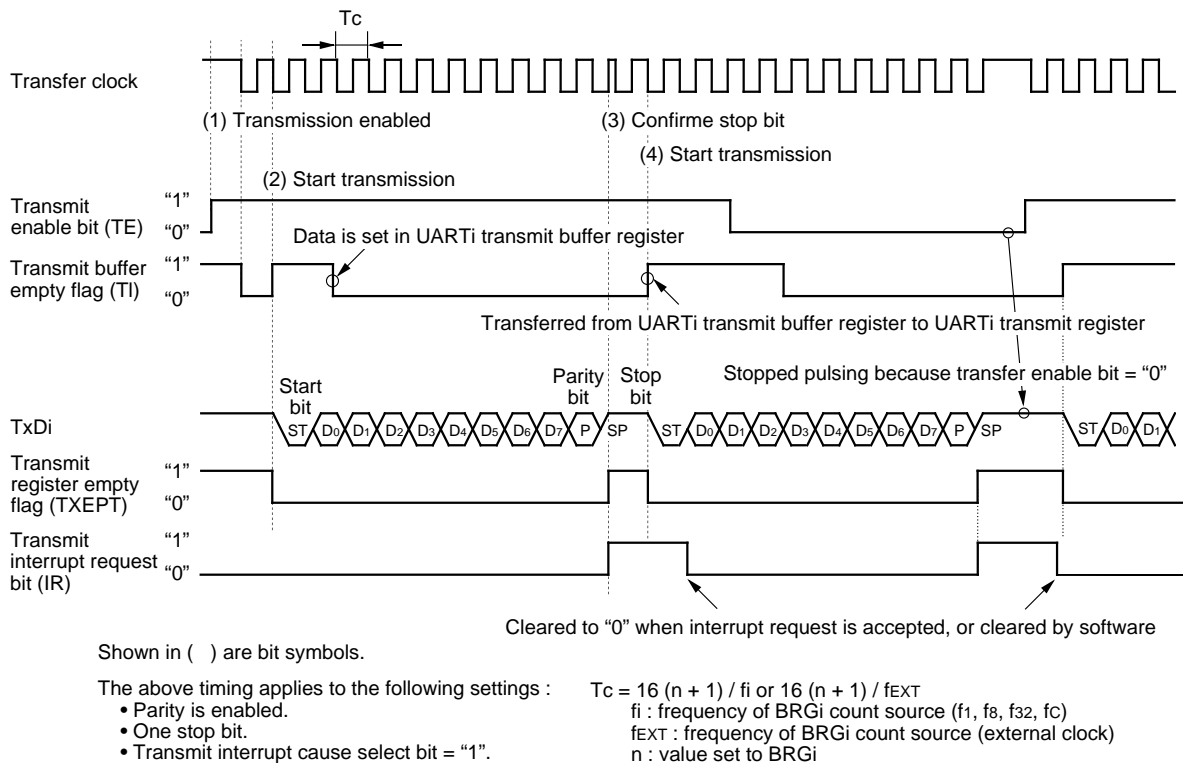 Tc
Transfer clock
(1) Transmission enabled
(3) Confirme stop bit
(4) Start transmission
(2) Start transmission
Transmit
enable bit (TE)
“1”
“0”
Data is set in UARTi transmit buffer register
Transmit buffer
empty flag (TI)
“1”
“0”
Transferred from UARTi transmit buffer register to UARTi transmit register
Start
bit
Parity
bit
Stop
bit
Stopped pulsing because transfer enable bit = “0”
TxDi
ST D0 D1 D2 D3 D4 D5 D6 D7 P SP ST D0 D1 D2 D3 D4 D5 D6 D7 P SP ST D0 D1
Transmit
register empty
flag (TXEPT)
“1”
“0”
Transmit
interrupt request
bit (IR)
“1”
“0”
Cleared to “0” when interrupt request is accepted, or cleared by software
Shown in ( ) are bit symbols.
The above timing applies to the following settings :
• Parity is enabled.
• One stop bit.
• Transmit interrupt cause select bit = “1”.
Tc = 16 (n + 1) / fi or 16 (n + 1) / fEXT
fi : frequency of BRGi count source (f1, f8, f32, fC)
fEXT : frequency of BRGi count source (external clock)
n : value set to BRGi